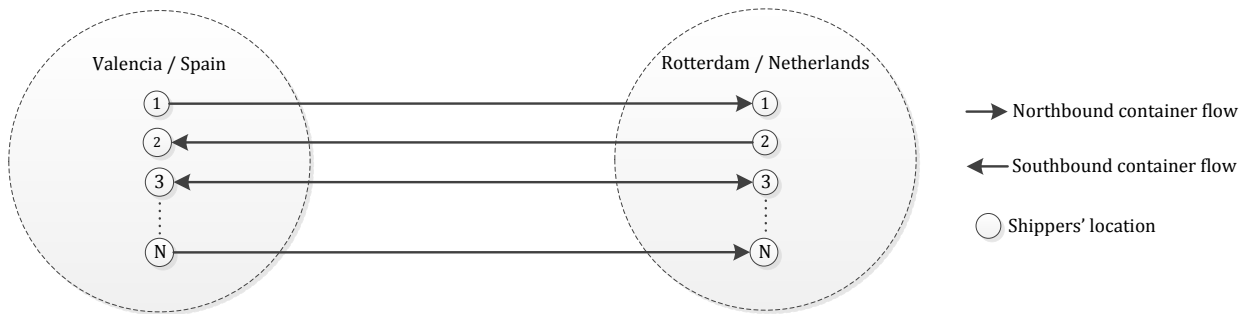 Valencia / Spain
Rotterdam / Netherlands
1
1
2
2
3
3
N
N
Northbound container flow
Southbound container flow
Shippers’ location